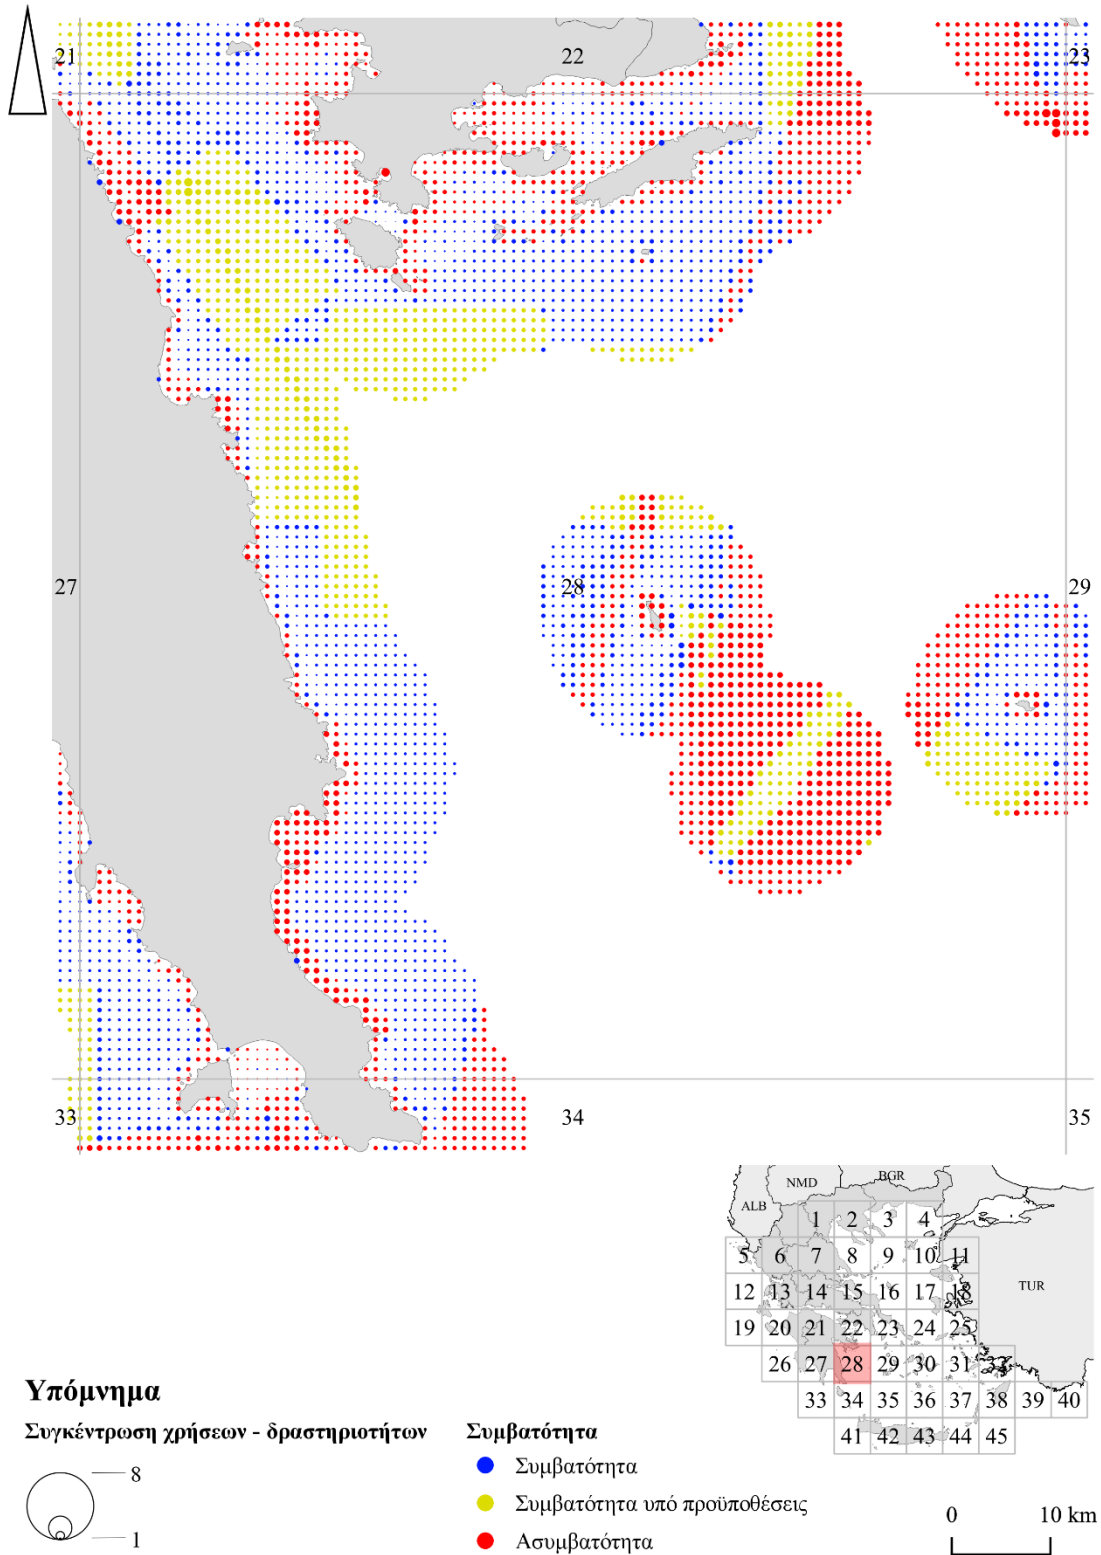 21 22 23
27 28 29
33 34 35
NMD BGR
ALB
1 2 3 4
5 6 7 8 9 10 11
TUR
12 13 14 15 16 17 18
19 20 21 22 23 24 25
26 27 28 29 30 31 32
33 34 35 36 37 38 39 40
41 42 43 44 45
Υπόμνημα
Συγκέντρωση χρήσεων - δραστηριοτήτων
8
1
Συμβατότητα
Συμβατότητα
Συμβατότητα υπό προϋποθέσεις
Ασυμβατότητα
0 10 km